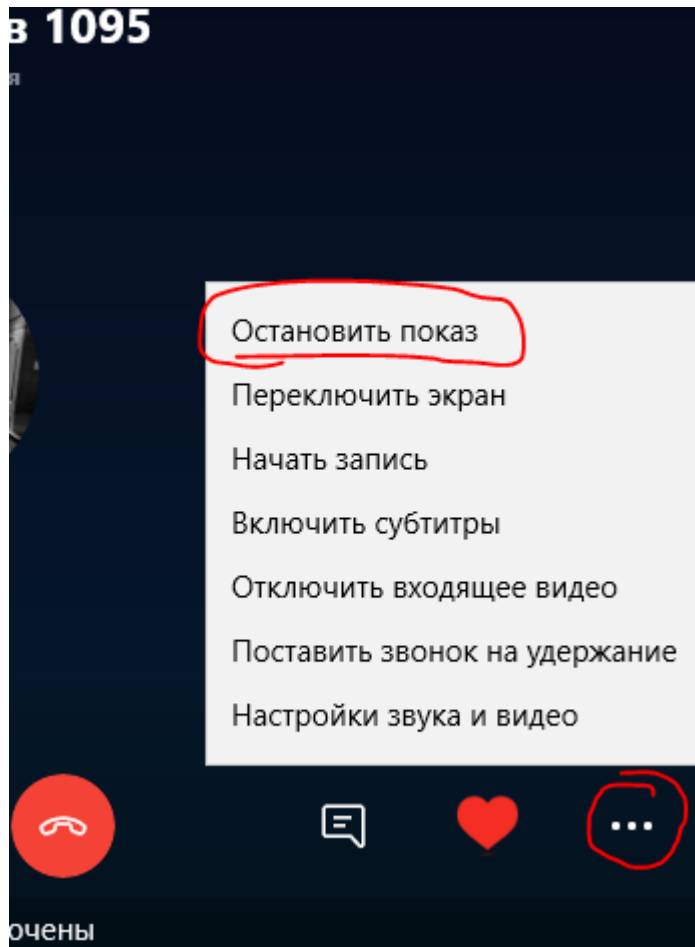 в 1095
я
Остановить показ
Переключить экран
Начать запись
Включить субтитры
Отключить входящее видео
Поставить звонок на удержание
Настройки звука и видео
очены